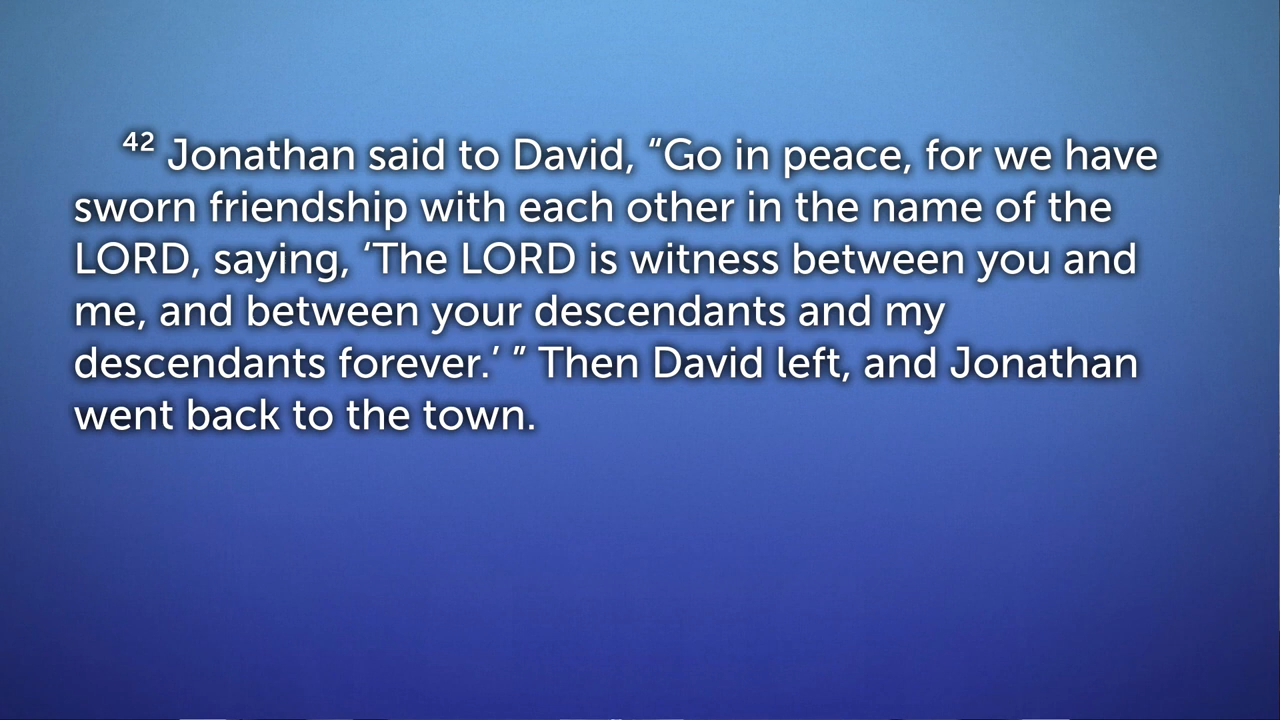 ⁴² Jonathan said to David, “Go in peace, for we have
sworn friendship with each other in the name of the
LORD, saying, ‘The LORD is witness between you and
me, and between your descendants and my
descendants forever.’ ” Then David left, and Jonathan
went back to the town.